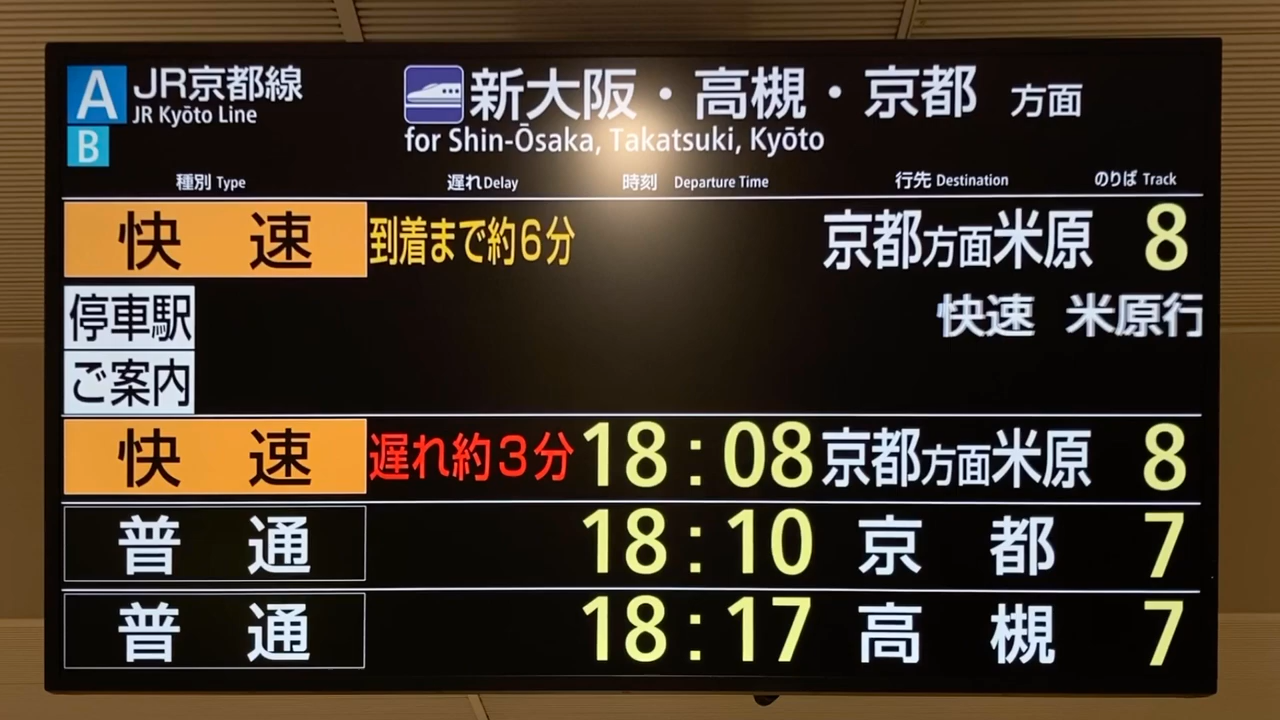 A JR京都線 新大阪・高槻・京都 方面
B JR Kyōto Line for Shin-Ōsaka, Takatsuki, Kyōto
種別 Type 遅れ Delay 時刻 Departure Time 行先 Destination のりば Track
快 速 到着まで約6分 京都方面米原 8
停車駅 快速 米原行
ご案内
快 速 遅れ約3分 18:08 京都方面米原 8
普 通 18:10 京 都 7
普 通 18:17 高 槻 7